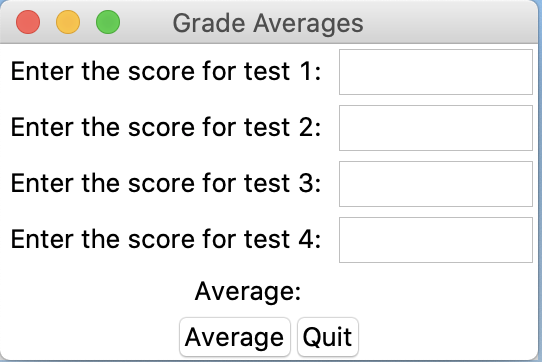 Grade Averages
Enter the score for test 1:
Enter the score for test 2:
Enter the score for test 3:
Enter the score for test 4:
Average:
Average Quit